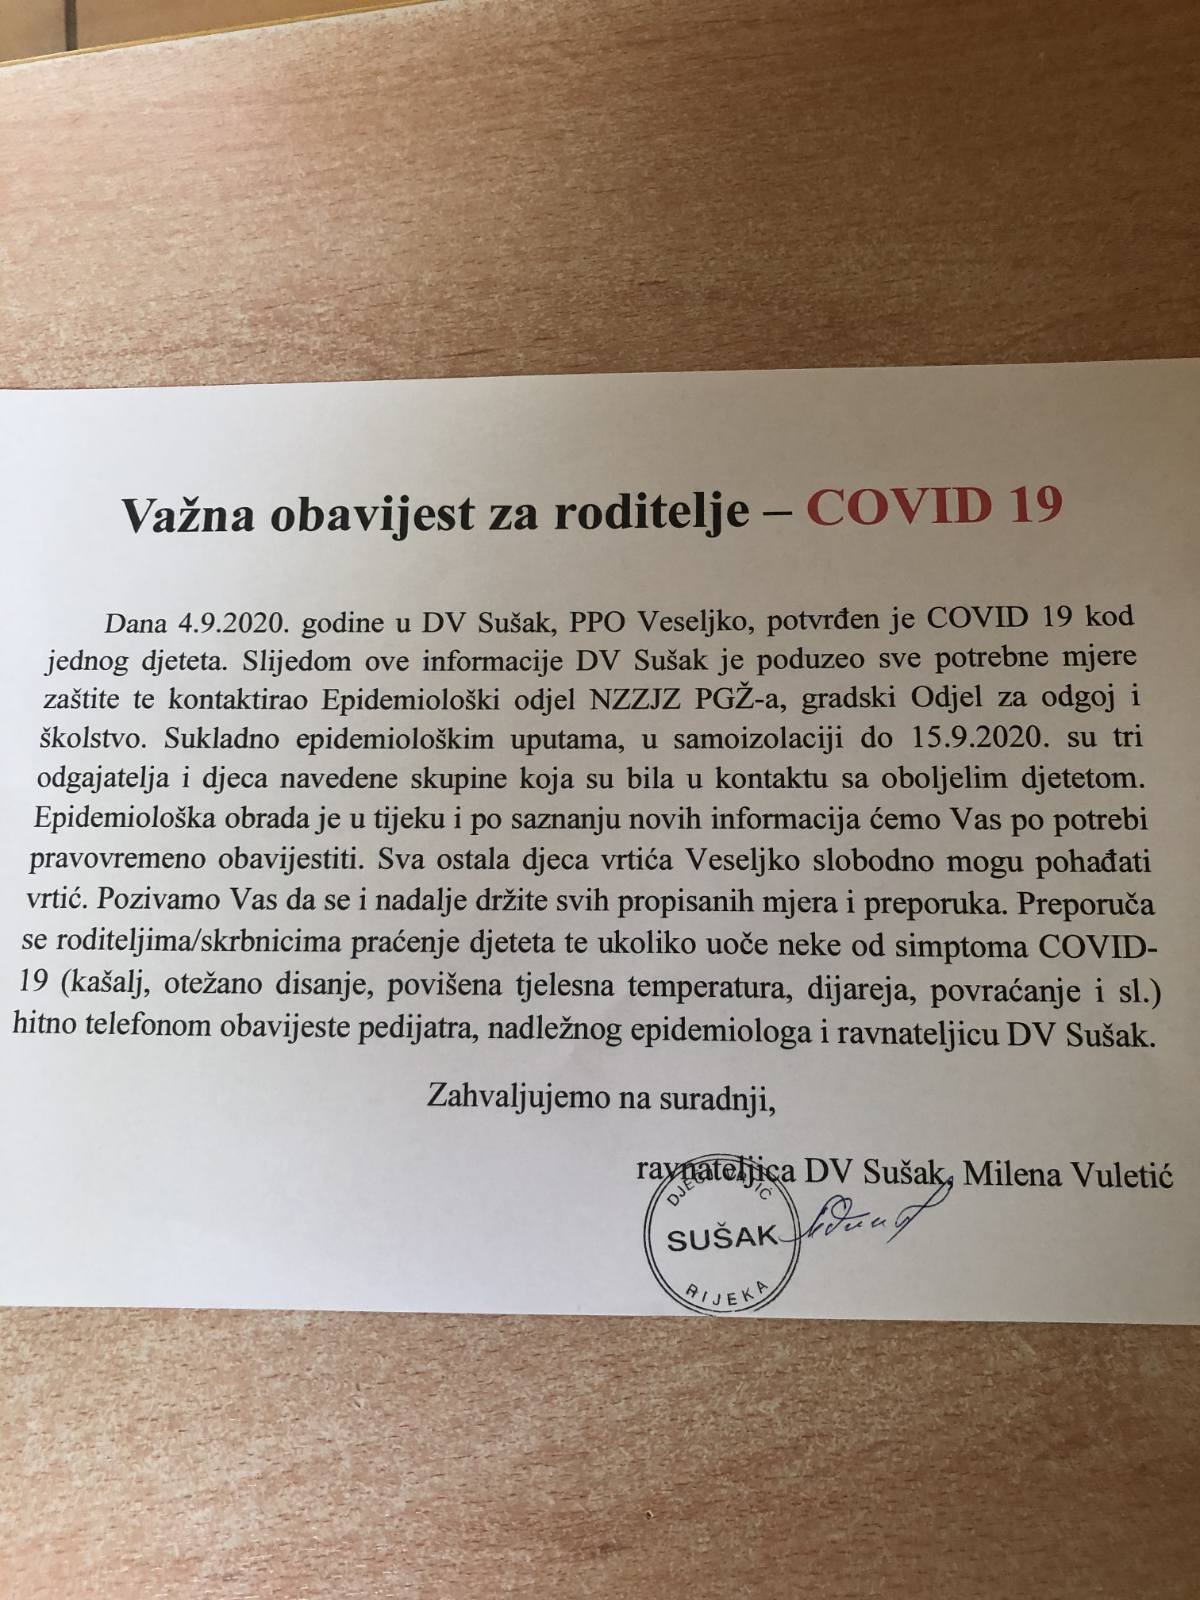 Važna obavijest za roditelje – COVID 19
Dana 4.9.2020. godine u DV Sušak, PPO Veseljko, potvrđen je COVID 19 kod
jednog djeteta. Slijedom ove informacije DV Sušak je poduzeo sve potrebne mjere
zaštite te kontaktirao Epidemiološki odjel NZZJZ PGŽ-a, gradski Odjel za odgoj i
školstvo. Sukladno epidemiološkim uputama, u samoizolaciji do 15.9.2020. su tri
odgajatelja i djeca navedene skupine koja su bila u kontaktu sa oboljelim djetetom.
Epidemiološka obrada je u tijeku i po saznanju novih informacija ćemo Vas po potrebi
pravovremeno obavijestiti. Sva ostala djeca vrtića Veseljko slobodno mogu pohađati
vrtić. Pozivamo Vas da se i nadalje držite svih propisanih mjera i preporuka. Preporuča
se roditeljima/skrbnicima praćenje djeteta te ukoliko uoče neke od simptoma COVID-
19 (kašalj, otežano disanje, povišena tjelesna temperatura, dijareja, povraćanje i sl.)
hitno telefonom obavijeste pedijatra, nadležnog epidemiologa i ravnateljicu DV Sušak.
Zahvaljujemo na suradnji,
ravnateljica DV Sušak, Milena Vuletić
DJEČJI VRTIĆ
SUŠAK
RIJEKA